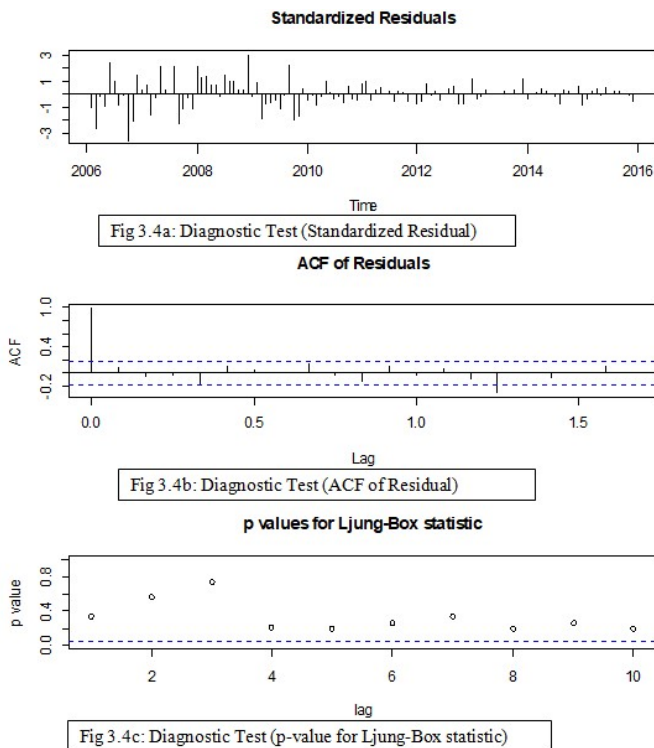 Standardized Residuals
3
1
-1
-3
2006 2008 2010 2012 2014 2016
Time
Fig 3.4a: Diagnostic Test (Standardized Residual)
ACF of Residuals
ACF
1.0
0.4
-0.2
0.0 0.5 1.0 1.5
Lag
Fig 3.4b: Diagnostic Test (ACF of Residual)
p values for Ljung-Box statistic
p value
0.8
0.4
0.0
2 4 6 8 10
lag
Fig 3.4c: Diagnostic Test (p-value for Ljung-Box statistic)